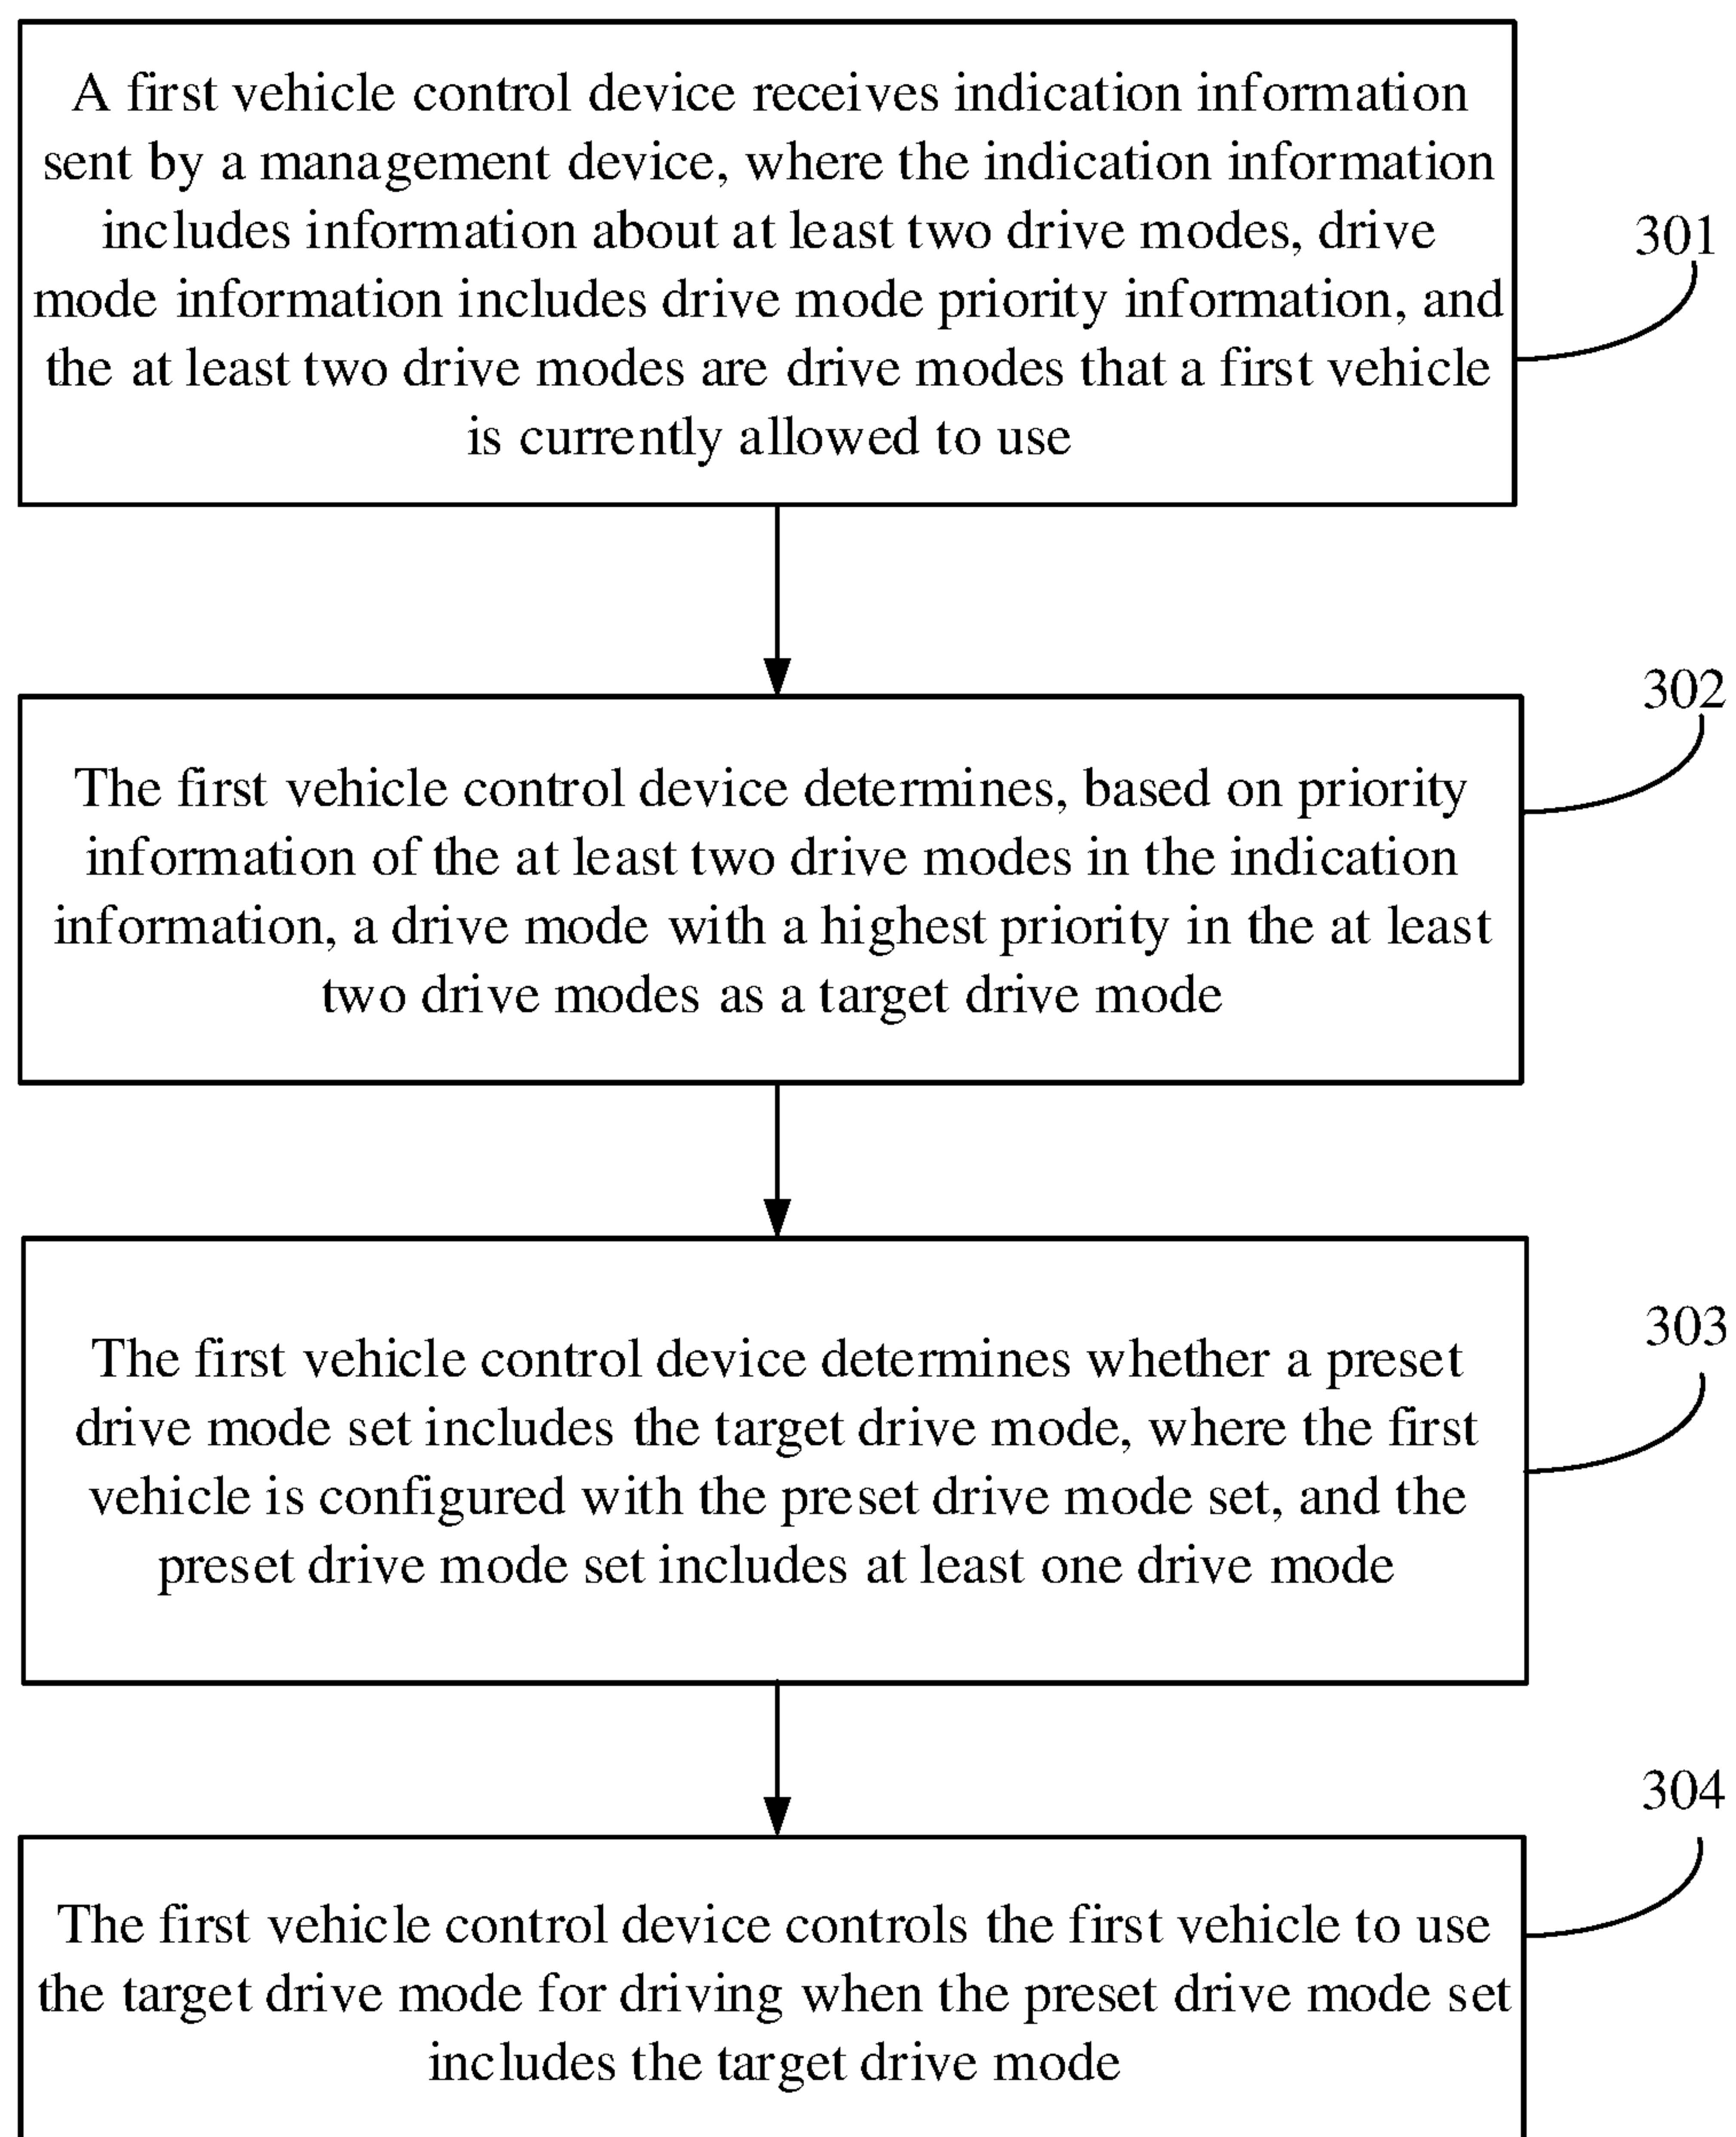 A first vehicle control device receives indication information
sent by a management device, where the indication information
includes information about at least two drive modes, drive
mode information includes drive mode priority information, and
the at least two drive modes are drive modes that a first vehicle
is currently allowed to use
301
302
The first vehicle control device determines, based on priority
information of the at least two drive modes in the indication
information, a drive mode with a highest priority in the at least
two drive modes as a target drive mode
303
The first vehicle control device determines whether a preset
drive mode set includes the target drive mode, where the first
vehicle is configured with the preset drive mode set, and the
preset drive mode set includes at least one drive mode
304
The first vehicle control device controls the first vehicle to use
the target drive mode for driving when the preset drive mode set
includes the target drive mode